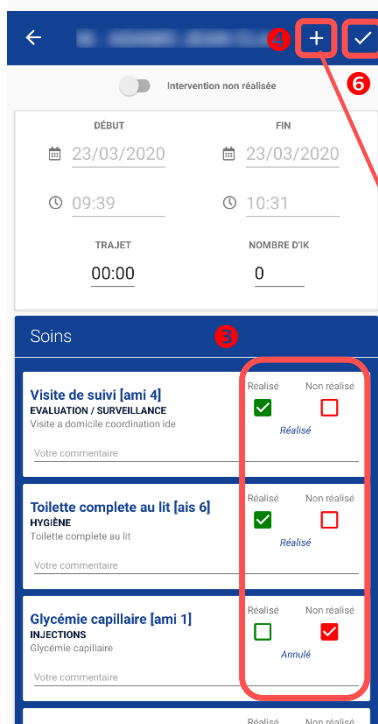 4
6
Intervention non réalisée
DÉBUT FIN
23/03/2020 23/03/2020
09:39 10:31
TRAJET NOMBRE D'IK
00:00 0
Soins
3
Réalisé Non réalisé
Visite de suivi [ami 4]
EVALUATION / SURVEILLANCE
Visite a domicile coordination ide
Réalisé
Votre commentaire
Réalisé Non réalisé
Toilette complete au lit [ais 6]
HYGIÈNE
Toilette complete au lit
Réalisé
Votre commentaire
Réalisé Non réalisé
Glycémie capillaire [ami 1]
INJECTIONS
Glycémie capillaire
Annulé
Votre commentaire
Réalisé Non réalisé